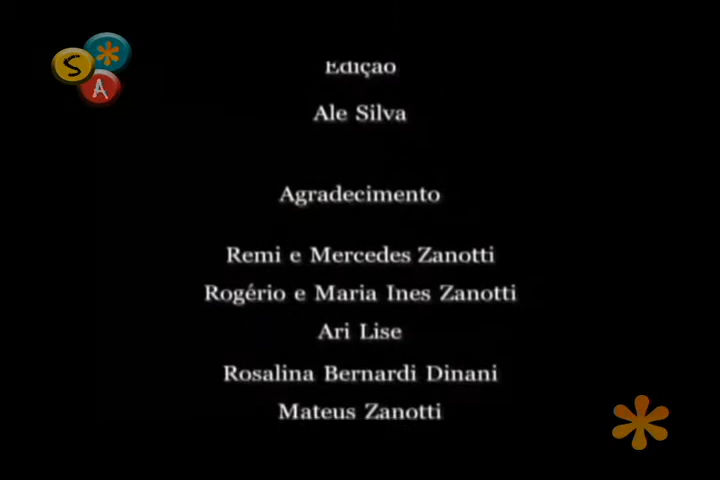 S
A
Edição
Ale Silva
Agradecimento
Remi e Mercedes Zanotti
Rogério e Maria Ines Zanotti
Ari Lise
Rosalina Bernardi Dinani
Mateus Zanotti